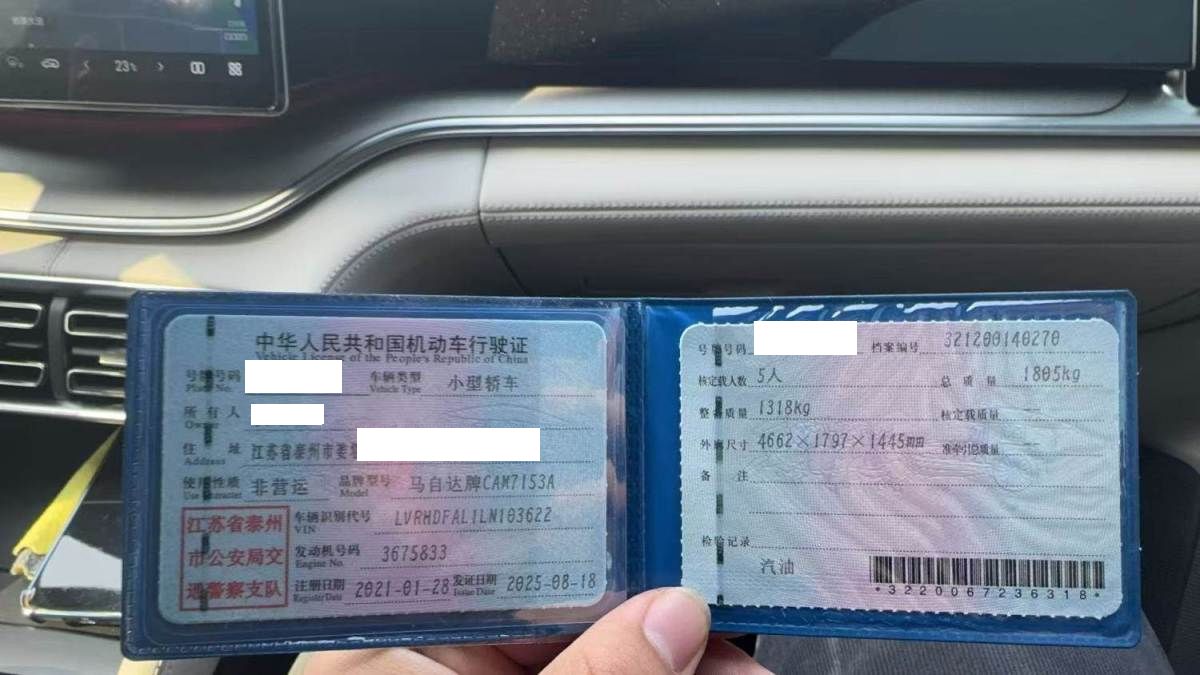 23
中华人民共和国机动车行驶证
Vehicle License of the People's Republic of China
号牌号码
Plate No.
车辆类型 小型轿车
Vehicle Type
所有人
Owner
住址 江苏省泰州市姜
Address
使用性质 非营运
Use Character
品牌型号 马自达牌CAM7153A
Model
江苏省泰州
市公安局交
通警察支队
车辆识别代号 LVRHDFAL1LN103622
VIN
发动机号码 3675833
Engine No.
注册日期 2021-01-28 发证日期 2025-08-18
Register Date Issue Date
号牌号码 档案编号 321200140270
核定载人数 5人 总质量 1805kg
整备质量 1318kg 核定载质量 --
外廓尺寸 4662×1797×1445mm 准牵引总质量 --
备注
检验记录
汽油
*3220067236318*